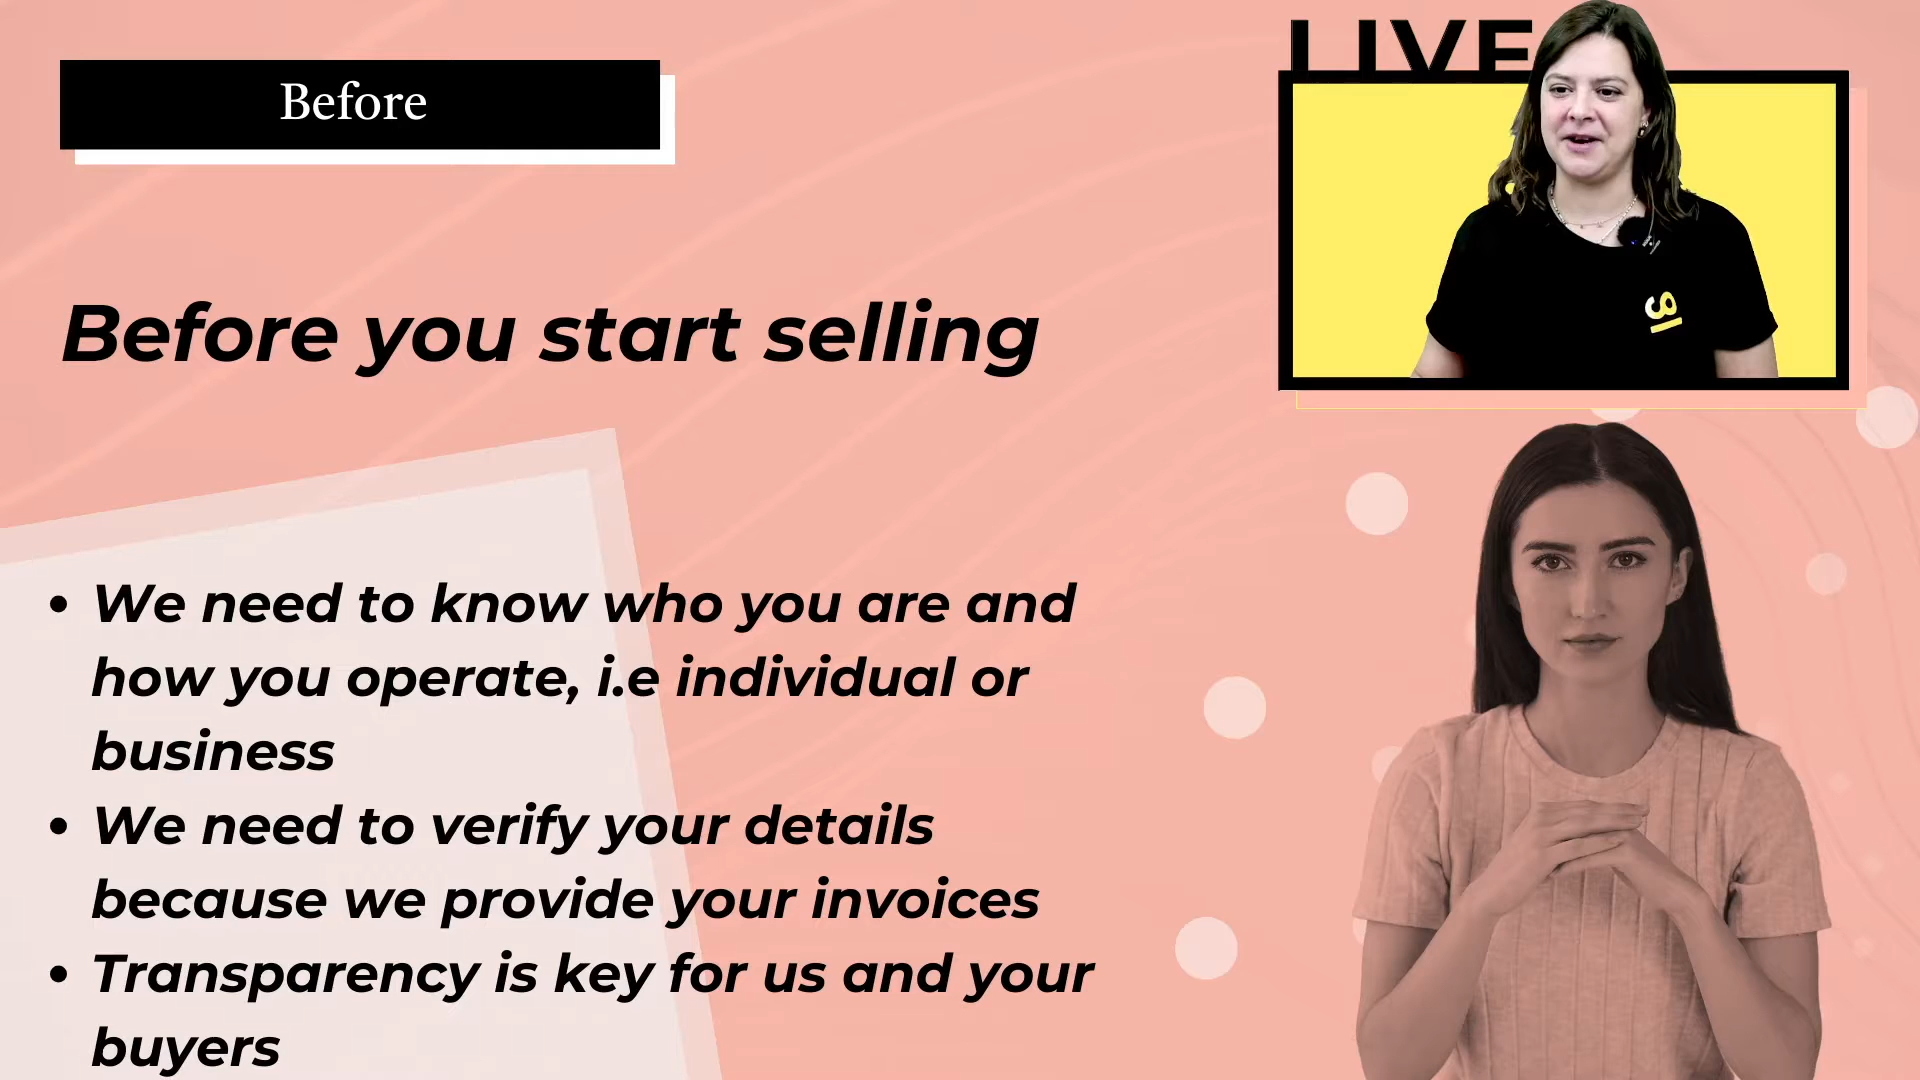 Before
LIVE
Before you start selling
• We need to know who you are and
how you operate, i.e individual or
business
• We need to verify your details
because we provide your invoices
• Transparency is key for us and your
buyers